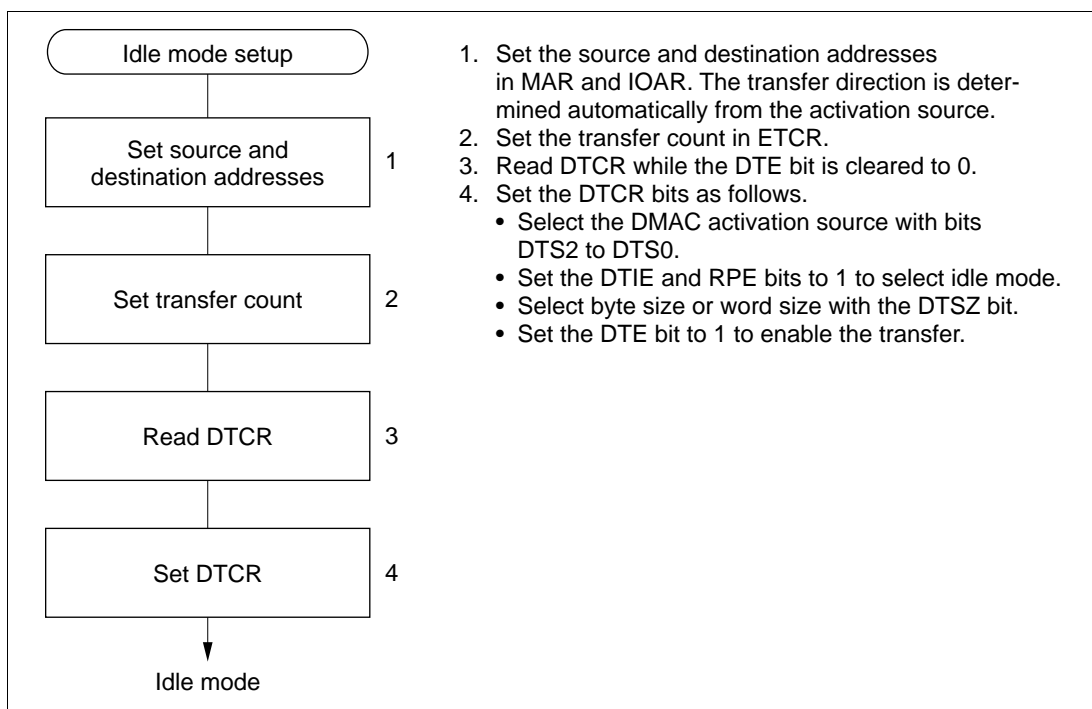 Idle mode setup
Set source and
destination addresses
1
Set transfer count
2
Read DTCR
3
Set DTCR
4
Idle mode
1. Set the source and destination addresses
in MAR and IOAR. The transfer direction is deter-
mined automatically from the activation source.
2. Set the transfer count in ETCR.
3. Read DTCR while the DTE bit is cleared to 0.
4. Set the DTCR bits as follows.
• Select the DMAC activation source with bits
DTS2 to DTS0.
• Set the DTIE and RPE bits to 1 to select idle mode.
• Select byte size or word size with the DTSZ bit.
• Set the DTE bit to 1 to enable the transfer.